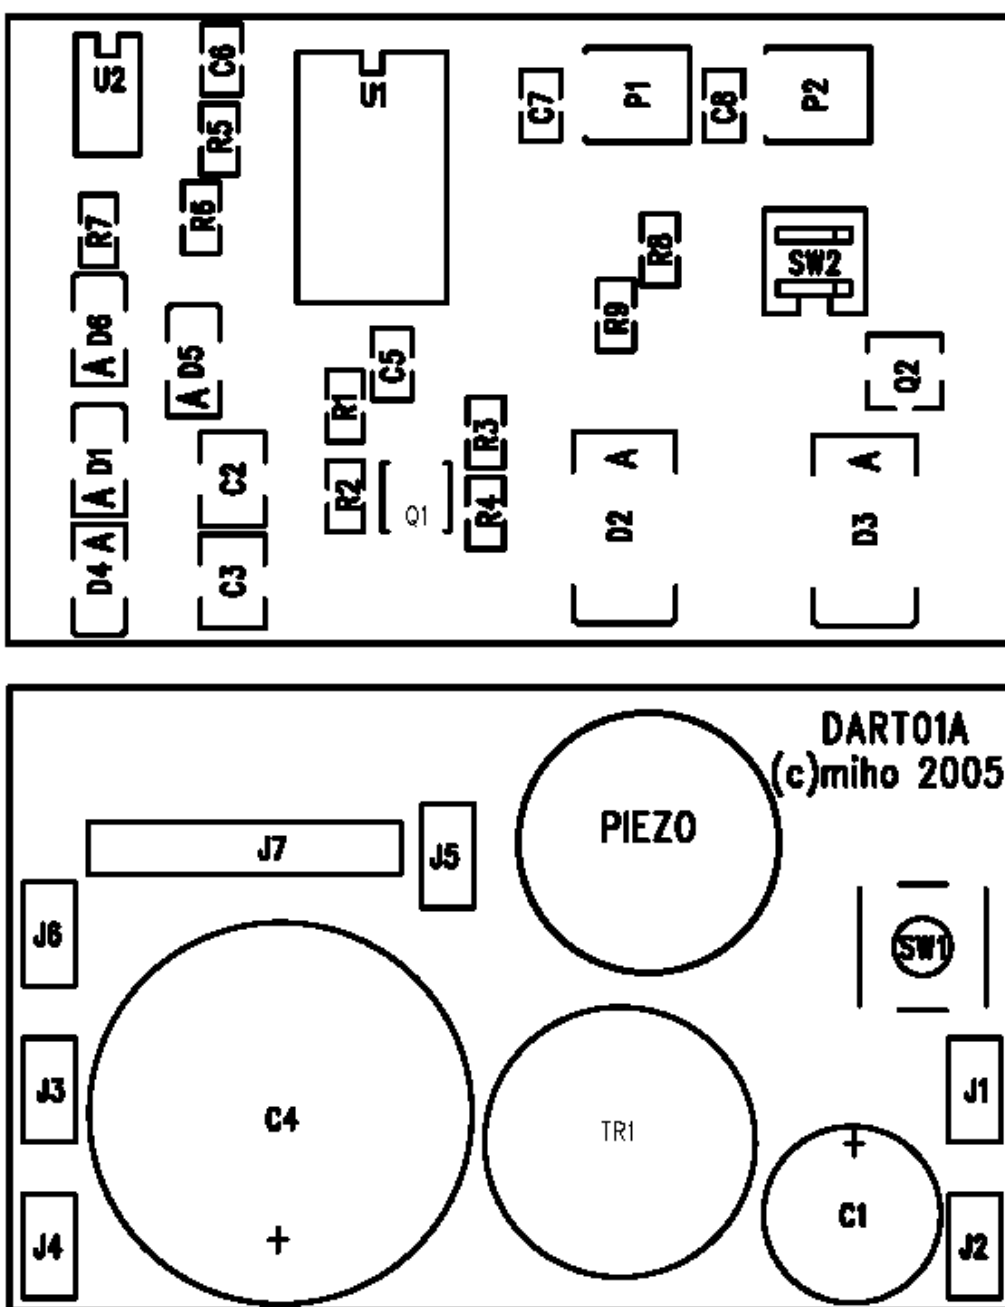 U2
C6
U1
C7
P1
C8
P2
R5
R6
R7
R8
SW2
D6
A
D5
A
R9
C5
Q2
R1
R3
D1
A
C2
R2
Q1
R4
A
D2
A
D3
A
D4
C3
DART01A
(c)miho 2005
PIEZO
J7
J5
J6
SW1
J3
J1
C4
+
TR1
+
C1
J4
J2